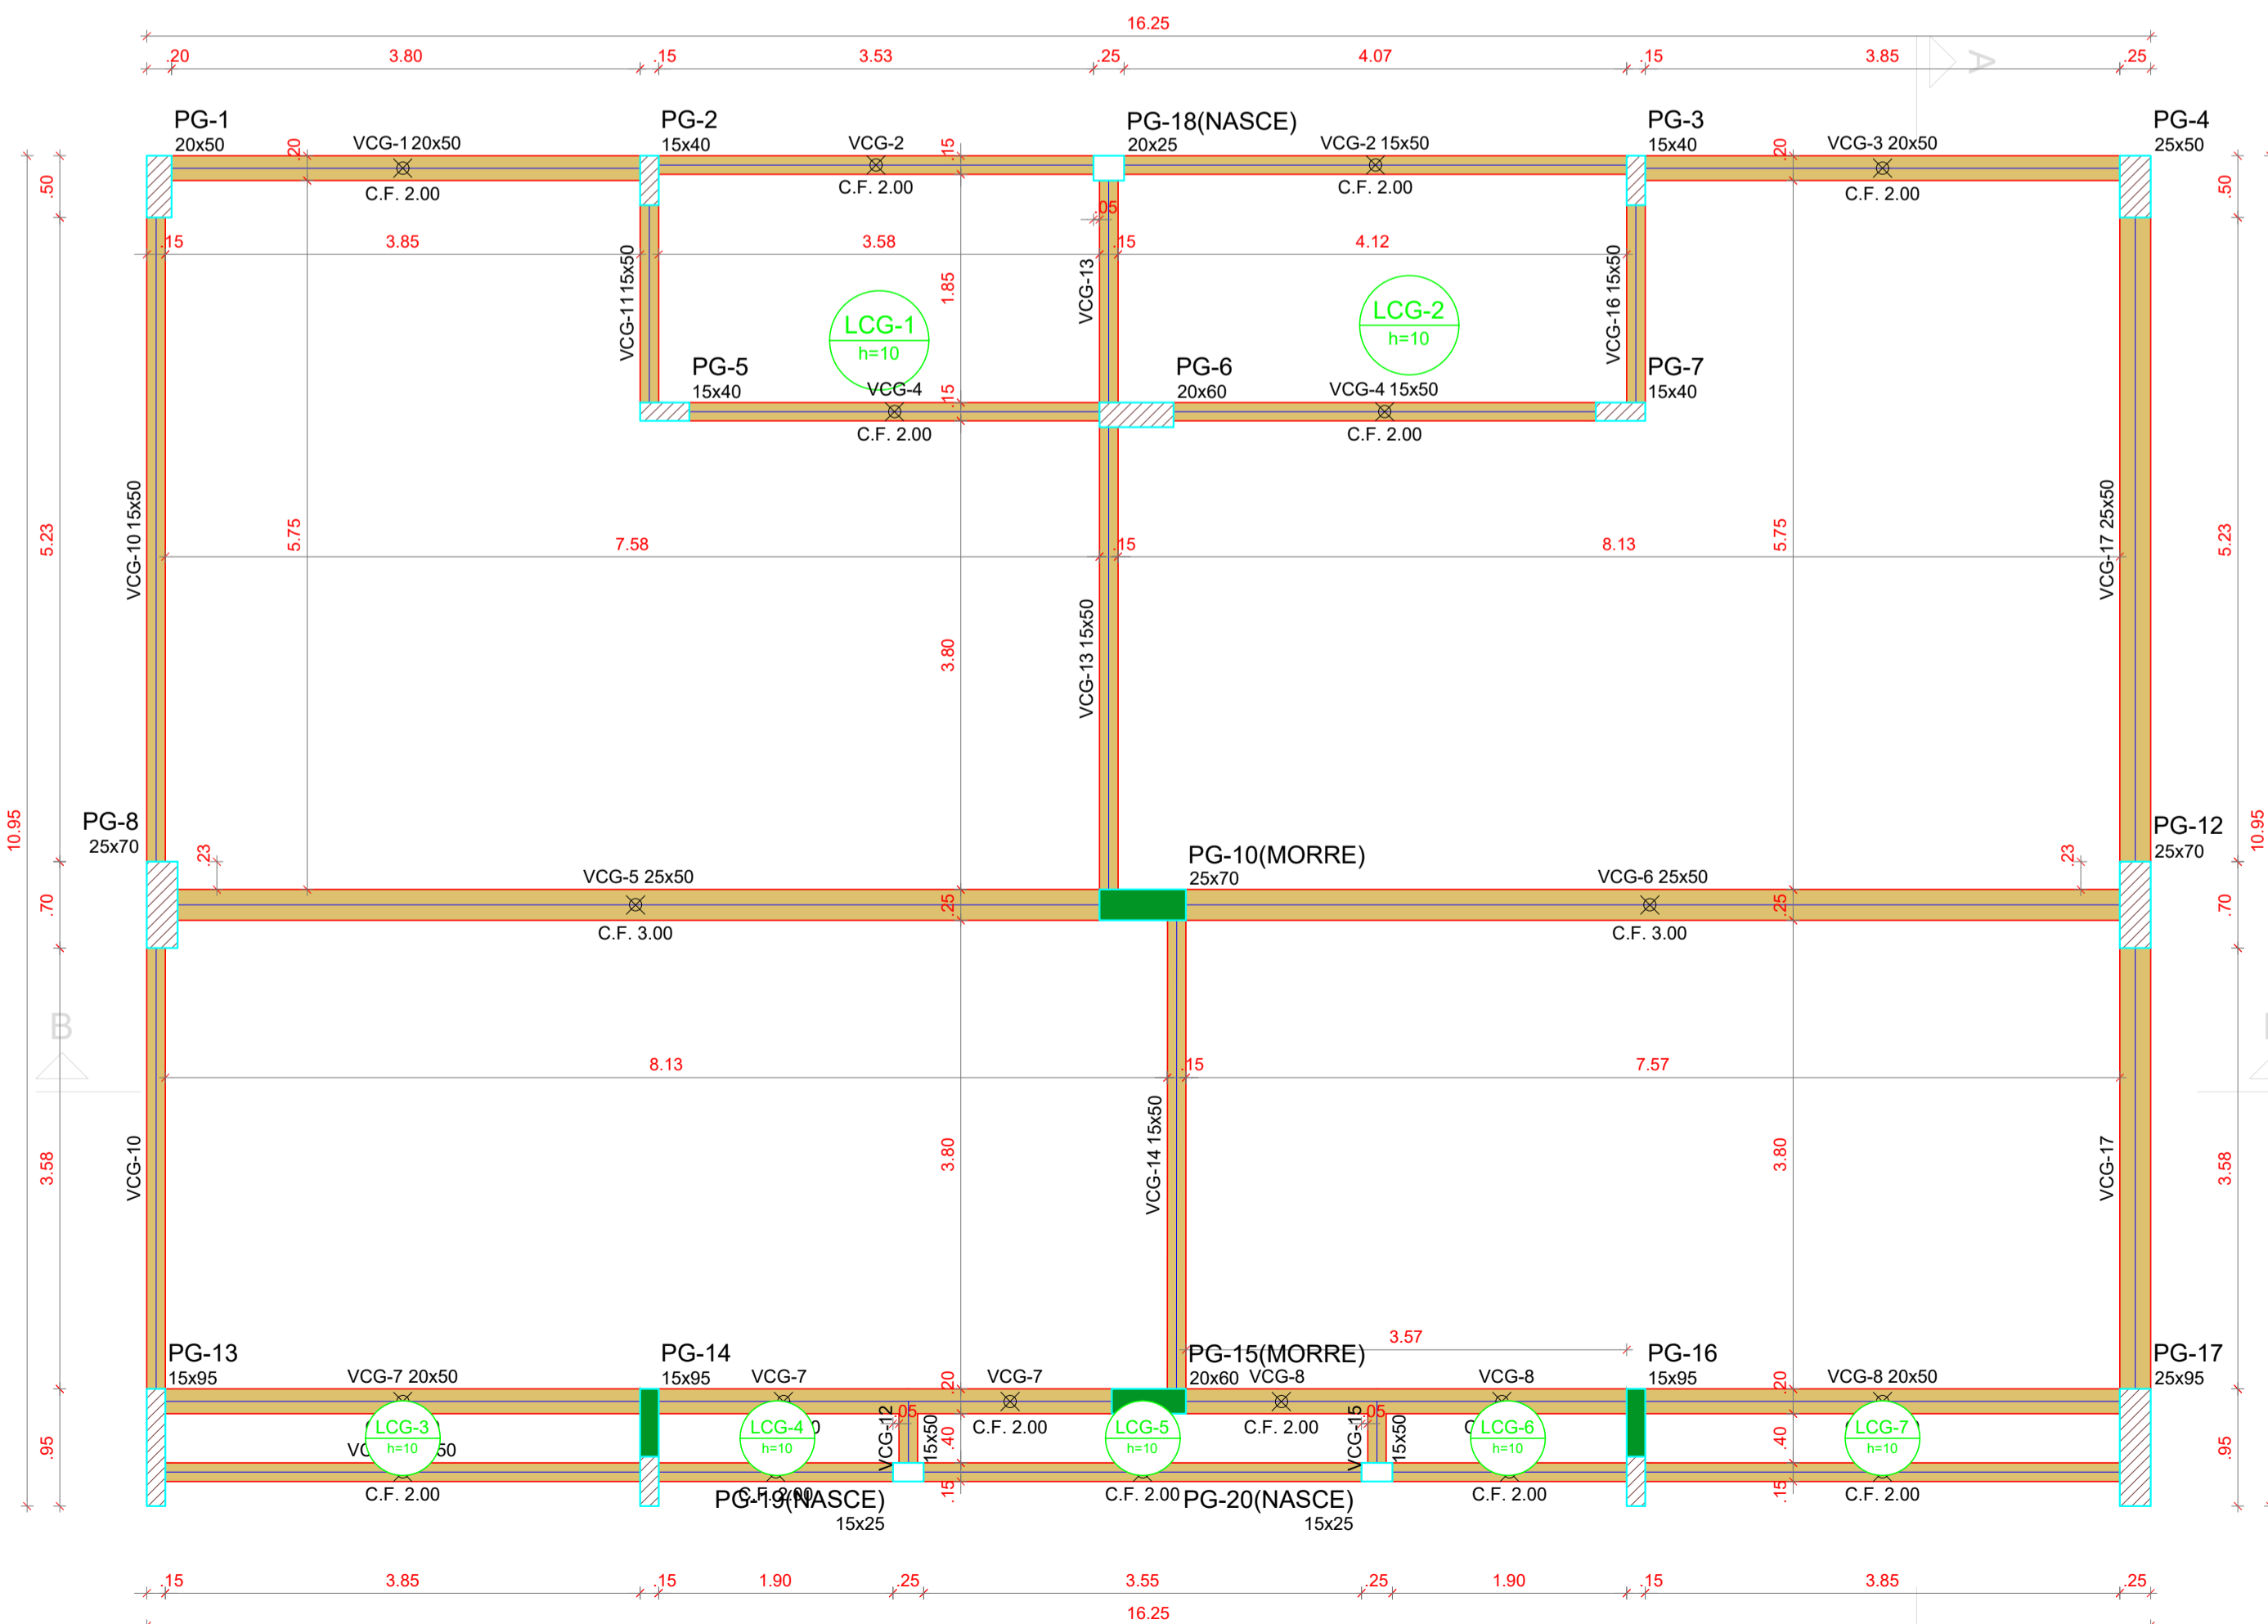 16.25
.20 3.80 .15 3.53 .25 4.07 .15 3.85 .25
A
PG-1
20x50
VCG-1 20x50
C.F. 2.00
.20
PG-2
15x40
VCG-2
C.F. 2.00
.15
PG-18(NASCE)
20x25
VCG-2 15x50
C.F. 2.00
PG-3
15x40
.20
VCG-3 20x50
C.F. 2.00
PG-4
25x50
.50
.50
.05
.15 3.85 3.58 .15 4.12
VCG-11 15x50
1.85
VCG-13
VCG-16 15x50
LCG-1
h=10
LCG-2
h=10
PG-5
15x40
VCG-4
C.F. 2.00
.15
PG-6
20x60
VCG-4 15x50
C.F. 2.00
PG-7
15x40
5.23
VCG-10 15x50
5.75
7.58 .15 8.13
5.75
VCG-17 25x50
5.23
3.80
VCG-13 15x50
10.95
10.95
PG-8
25x70
.23
VCG-5 25x50
C.F. 3.00
.25
PG-10(MORRE)
25x70
VCG-6 25x50
C.F. 3.00
.25
.23
PG-12
25x70
.70
.70
B
8.13 .15 7.57
3.58
VCG-10
3.80
VCG-14 15x50
3.80
VCG-17
3.58
3.57
PG-13
15x95
VCG-7 20x50
PG-14
15x95
VCG-7
VCG-7
C.F. 2.00
.20
PG-15(MORRE)
20x60
VCG-8
C.F. 2.00
VCG-8
PG-16
15x95
.20
VCG-8 20x50
PG-17
25x95
.95
LCG-3
h=10
LCG-4
h=10
VCG-12
15x50
.05
.40
LCG-5
h=10
VCG-15
15x50
.05
LCG-6
h=10
.40
LCG-7
h=10
.95
C.F. 2.00
C.F. 2.00
PG-19(NASCE)
15x25
.15
C.F. 2.00
PG-20(NASCE)
15x25
C.F. 2.00
.15
C.F. 2.00
.15 3.85 .15 1.90 .25 3.55 .25 1.90 .15 3.85 .25
16.25